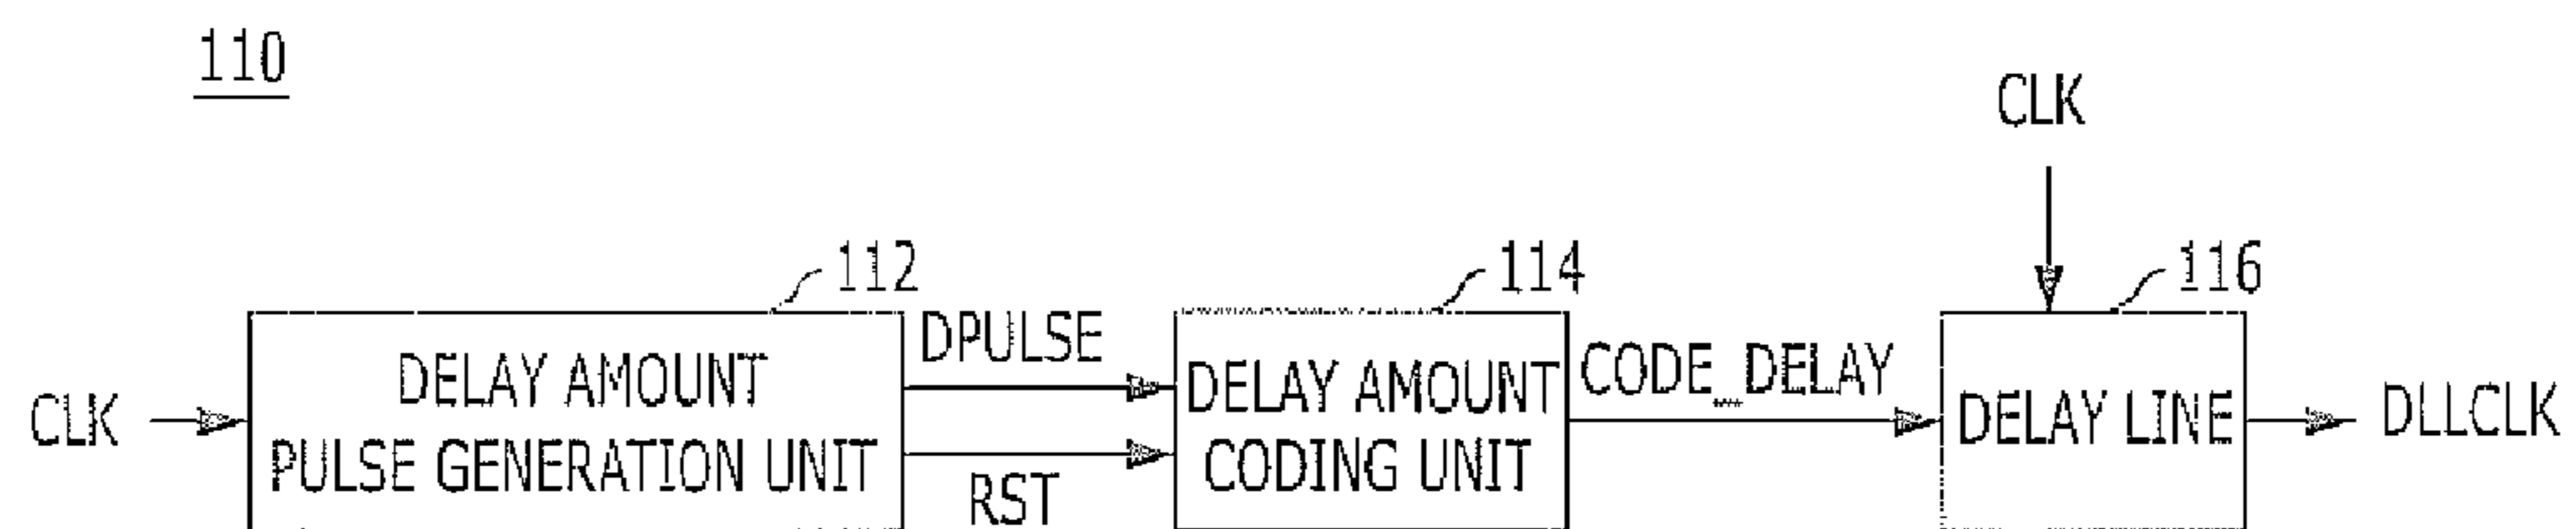 110
CLK
112
114
116
DPULSE
DELAY AMOUNT
PULSE GENERATION UNIT
CLK
RST
DELAY AMOUNT
CODING UNIT
CODE_DELAY
DELAY LINE
DLLCLK